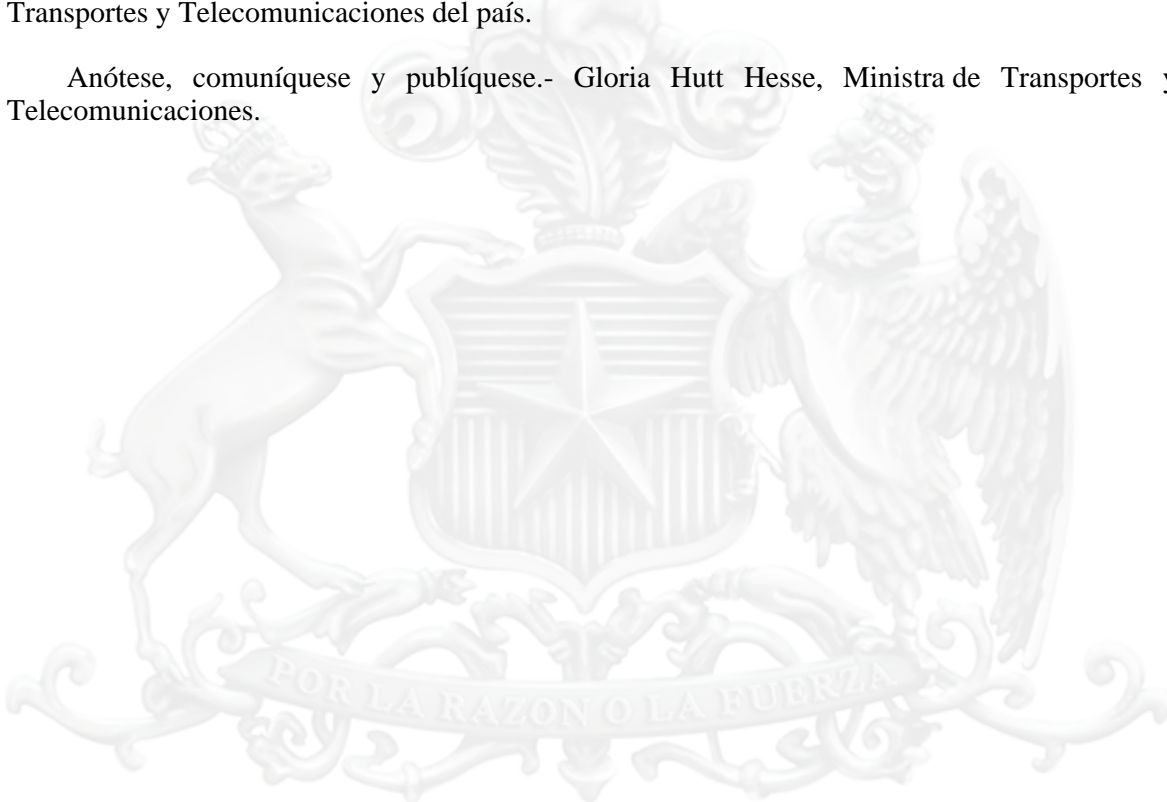 Transportes y Telecomunicaciones del país.
Anótese, comuníquese y publíquese.- Gloria Hutt Hesse, Ministra de Transportes y
Telecomunicaciones.
POR LA RAZON O LA FUERZA